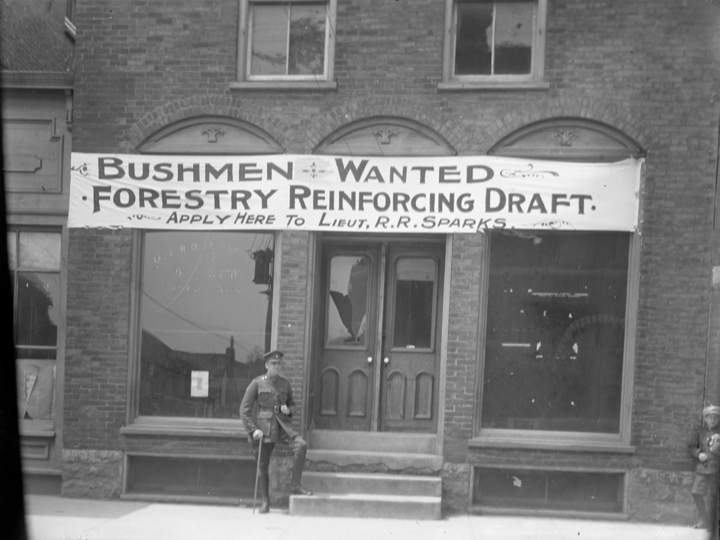 BUSHMEN WANTED
·FORESTRY REINFORCING DRAFT.
APPLY HERE TO LIEUT, R.R. SPARKS.